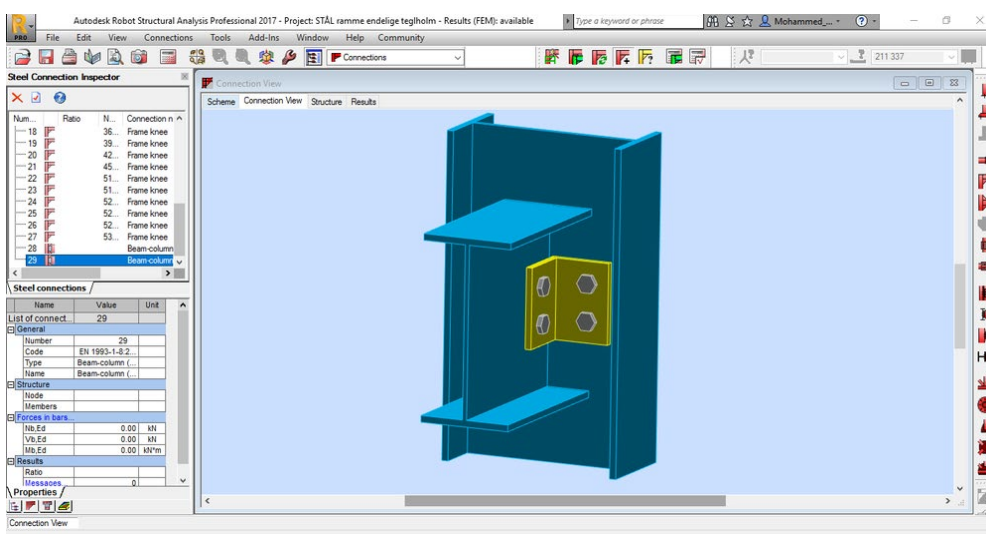 Autodesk Robot Structural Analysis Professional 2017 - Project: STÅL ramme endelige teglholm - Results (FEM): available
Type a keyword or phrase
Mohammed_...
PRO
File Edit View Connections Tools Add-Ins Window Help Community
Connections
211 337
Steel Connection Inspector
Num... Ratio N... Connection n
18 36... Frame knee
19 39... Frame knee
20 42... Frame knee
21 45... Frame knee
22 51... Frame knee
23 51... Frame knee
24 52... Frame knee
25 52... Frame knee
26 52... Frame knee
27 53... Frame knee
28 Beam-column
29 Beam-column
Steel connections
Name Value Unit
List of connect... 29
General
Number 29
Code EN 1993-1-8:2...
Type Beam-column (...
Name Beam-column (...
Structure
Node
Members
Forces in bars...
Nb,Ed 0.00 kN
Vb,Ed 0.00 kN
Mb,Ed 0.00 kN*m
Results
Ratio
Messages 0
Properties
Connection View
Connection View
Scheme Connection View Structure Results